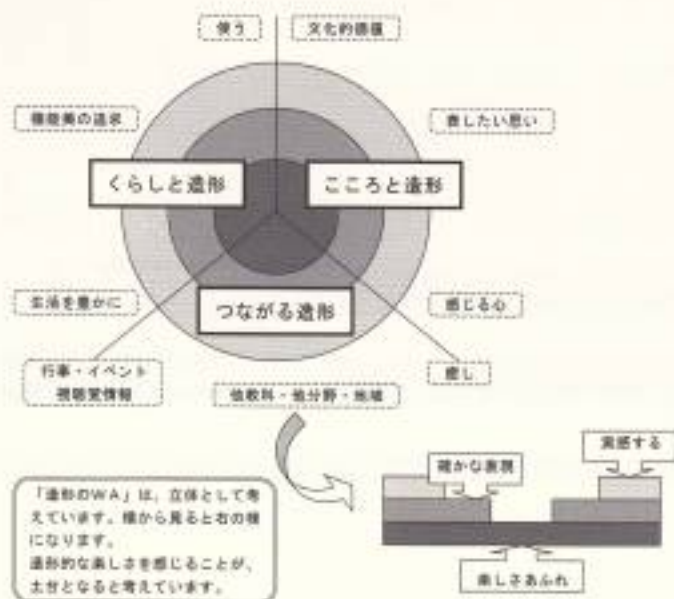 使う
文化的価値
機能美の追求
表したい思い
くらしと造形
こころと造形
生活を豊かに
つながる造形
感じる心
行事・イベント
視聴覚情報
癒し
他教科・他分野・地域
確かな表現
実感する
「造形のWA」は、立体として考
えています。横から見ると右の様
になります。
造形的な楽しさを感じることが、
土台となると考えています。
楽しさあふれ